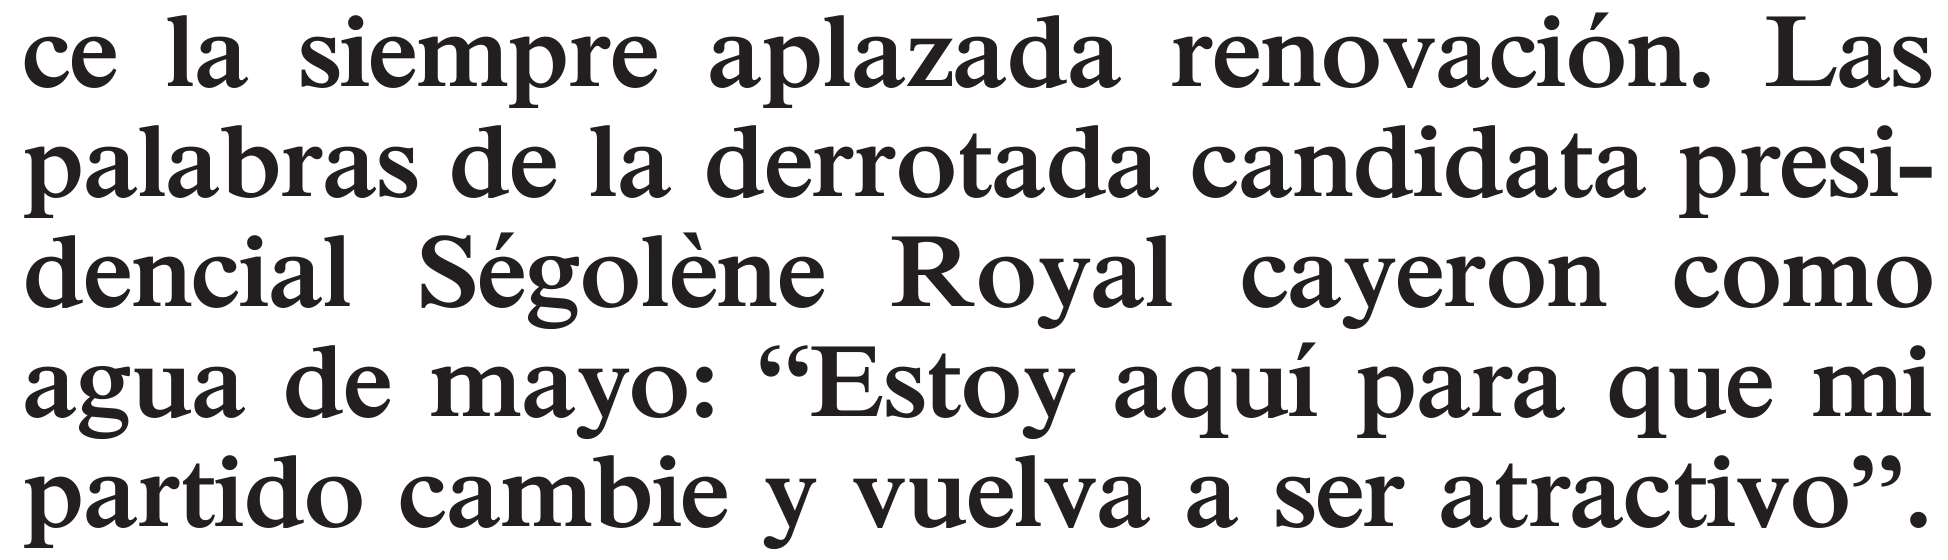 ce la siempre aplazada renovación. Las
palabras de la derrotada candidata presi-
dencial Ségolène Royal cayeron como
agua de mayo: “Estoy aquí para que mi
partido cambie y vuelva a ser atractivo”.